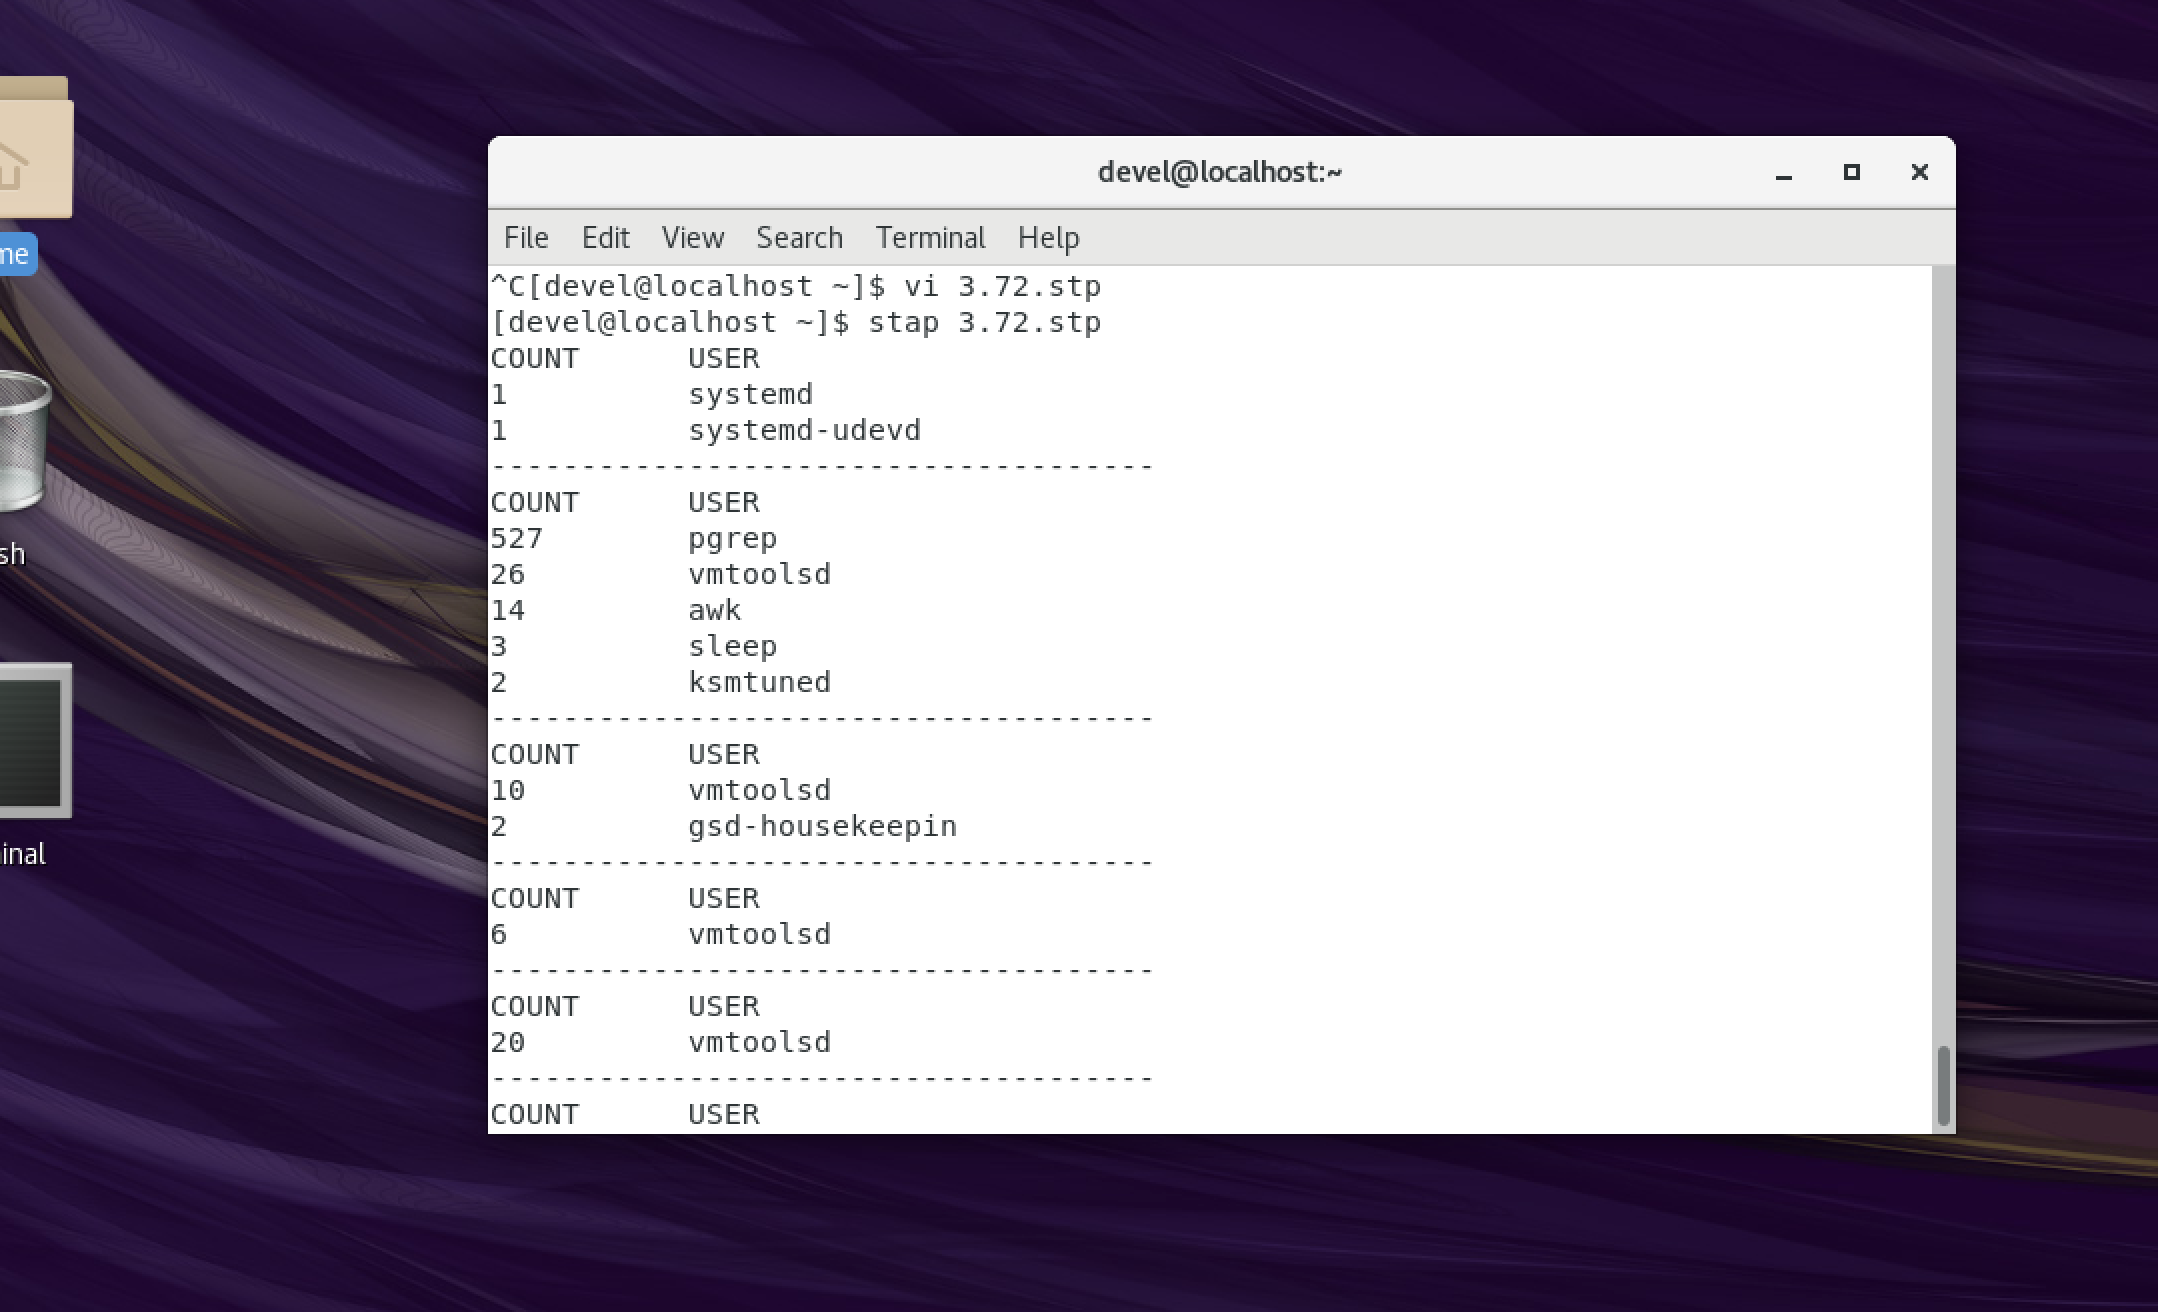 devel@localhost:~
File Edit View Search Terminal Help
^C[devel@localhost ~]$ vi 3.72.stp
[devel@localhost ~]$ stap 3.72.stp
COUNT USER
1 systemd
1 systemd-udevd
-------------------------------------
COUNT USER
527 pgrep
26 vmtoolsd
14 awk
3 sleep
2 ksmtuned
-------------------------------------
COUNT USER
10 vmtoolsd
2 gsd-housekeepin
-------------------------------------
COUNT USER
6 vmtoolsd
-------------------------------------
COUNT USER
20 vmtoolsd
-------------------------------------
COUNT USER
me
sh
inal